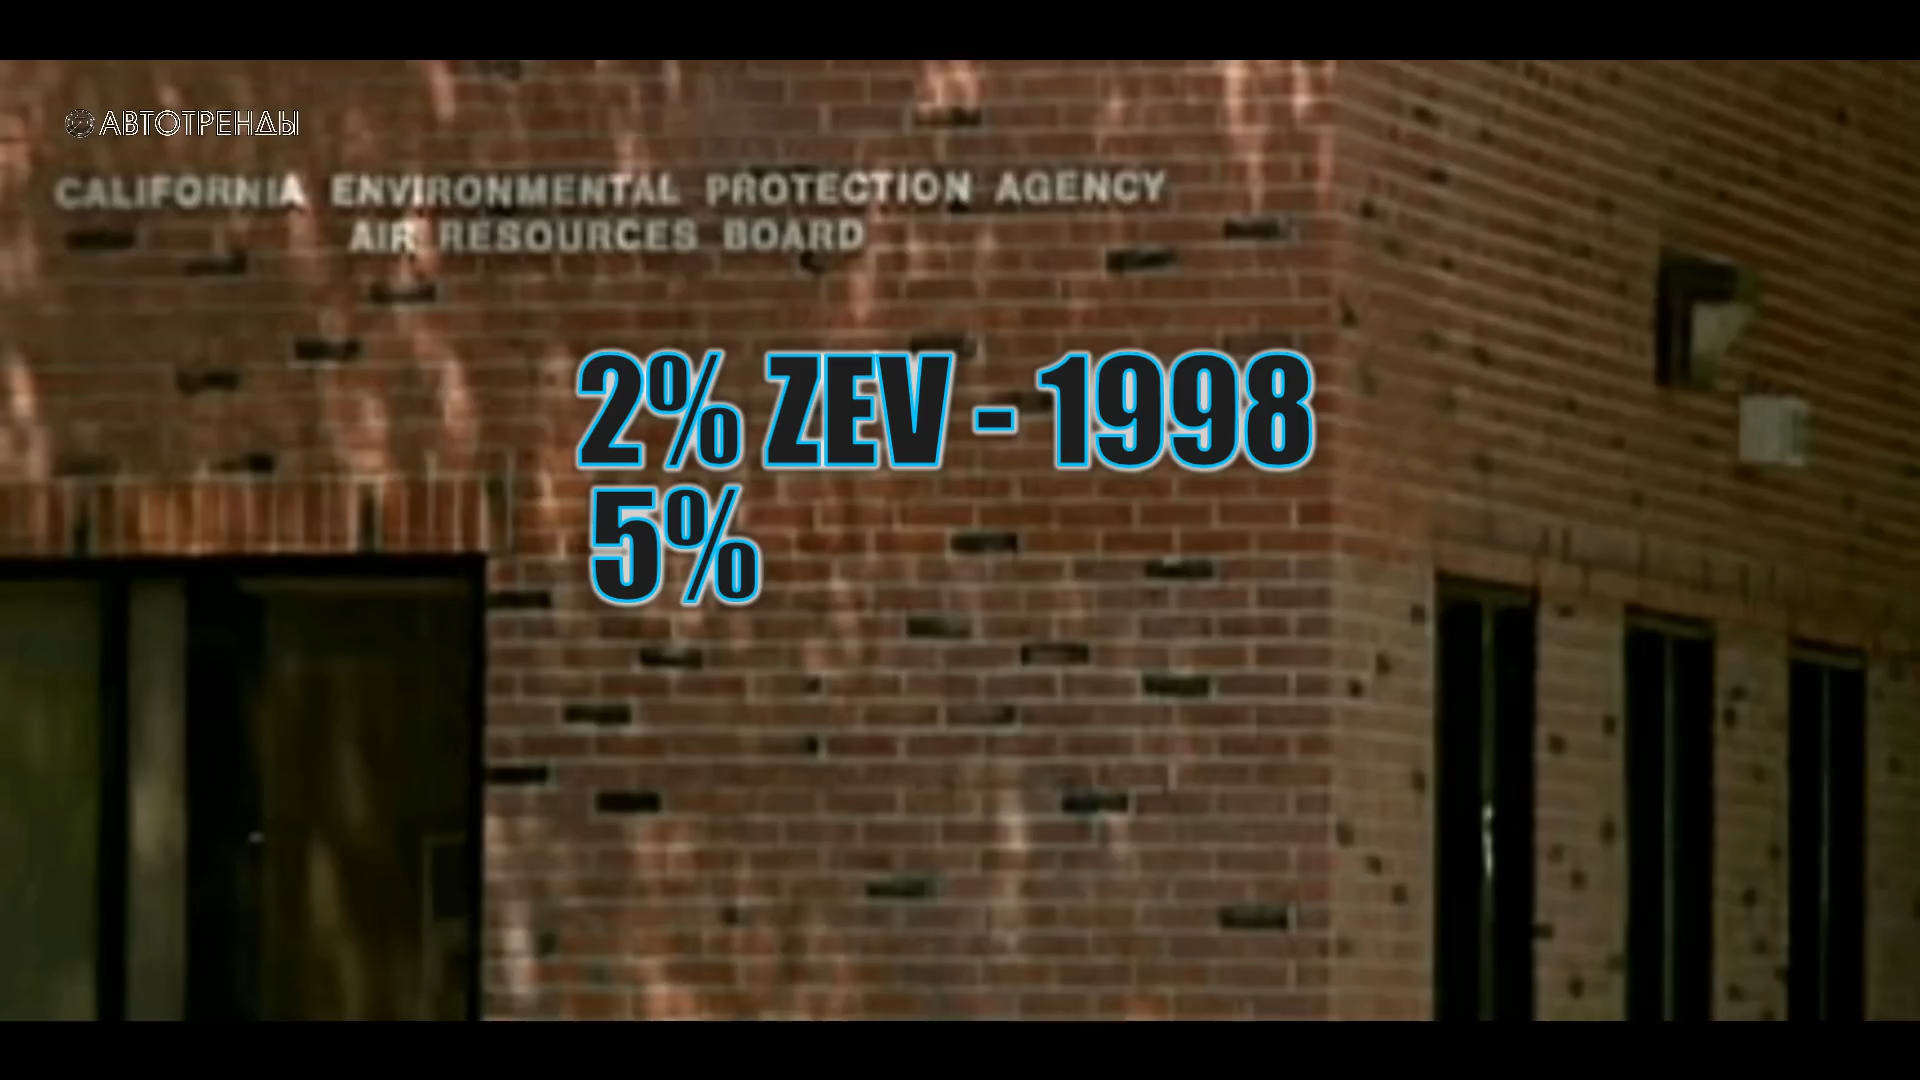 АВТОТРЕНДЫ
CALIFORNIA ENVIRONMENTAL PROTECTION AGENCY
AIR RESOURCES BOARD
2% ZEV - 1998
5%